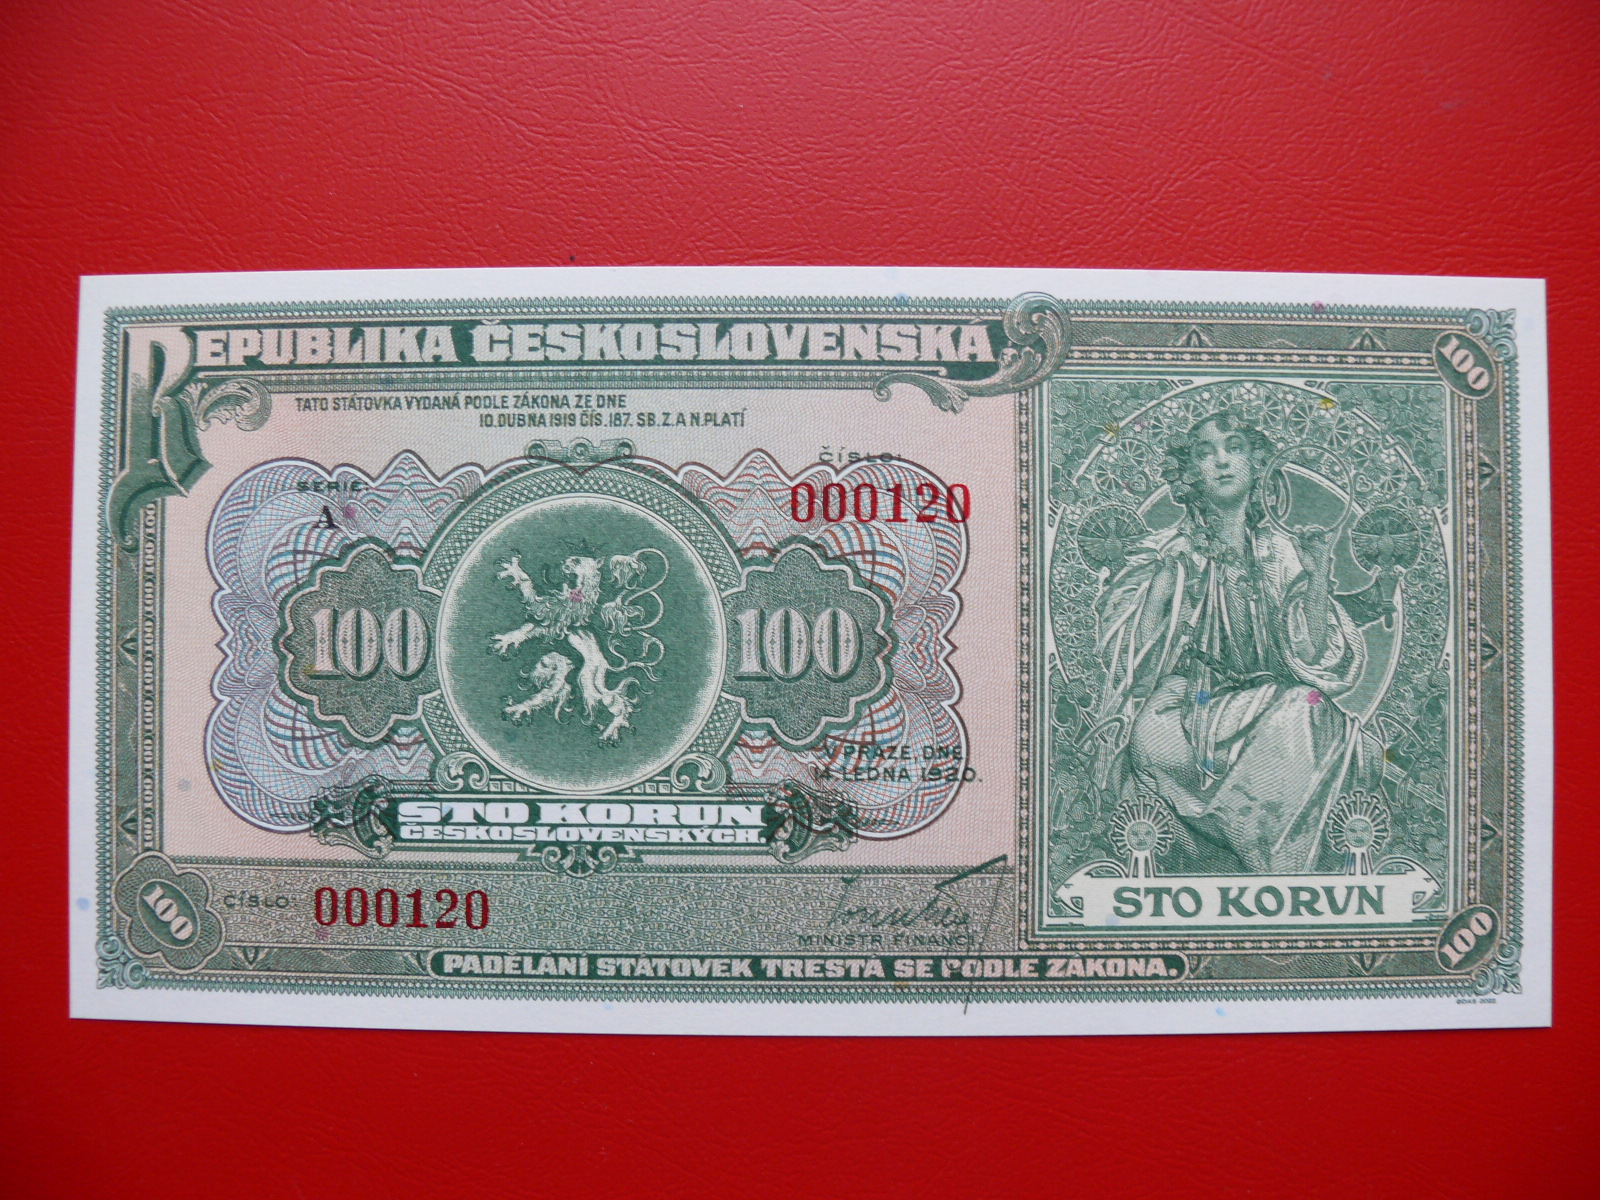 REPUBLIKA ČESKOSLOVENSKÁ
100
TATO STÁTOVKA VYDANÁ PODLE ZÁKONA ZE DNE
10. DUBNA 1919 ČÍS. 187. SB. Z. A N. PLATÍ
SERIE:
A
ČÍSLO:
000120
100
100
V PRAZE, DNE
14. LEDNA 1920.
STO KORUN
ČESKOSLOVENSKÝCH
STO KORVN
100
ČÍSLO:
000120
MINISTR FINANCÍ
100
PADĚLÁNÍ STÁTOVEK TRESTÁ SE PODLE ZÁKONA.